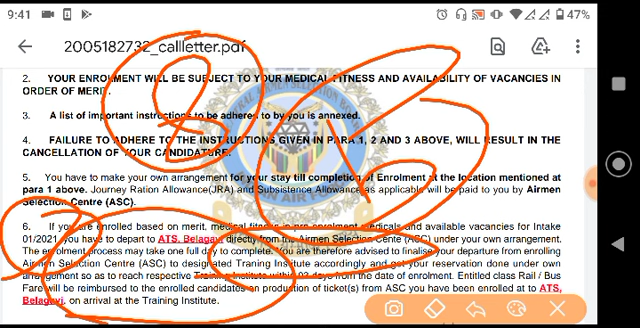 9:41
47%
2005182732_callletter.pdf
2. YOUR ENROLMENT WILL BE SUBJECT TO YOUR MEDICAL FITNESS AND AVAILABILITY OF VACANCIES IN
ORDER OF MERIT.
3. A list of important instructions to be adhered to by you is annexed.
4. FAILURE TO ADHERE TO THE INSTRUCTIONS GIVEN IN PARA 1, 2 AND 3 ABOVE, WILL RESULT IN THE
CANCELLATION OF YOUR CANDIDATURE.
5. You have to make your own arrangement for your stay till completion of Enrolment at the location mentioned at
para 1 above. Journey Ration Allowance(JRA) and Subsistence Allowance as applicable will be paid to you by Airmen
Selection Centre (ASC).
6. If you are enrolled based on merit, medical fitness in pre enrolment medicals and available vacancies for Intake
01/2021 you have to depart to ATS, Belagavi directly from the Airmen Selection Cente (ASC) under your own arrangement.
The enrolment process may take one full day to complete. You are therefore advised to finalise your departure from enrolling
Airmen Selection Centre (ASC) to designated Traning Institute accordingly and get your reservation done under own
arrangement so as to reach respective Training Institute within 03 days from the date of enrolment. Entitled class Rail / Bus
Fare will be reimbursed to the enrolled candidates on production of ticket(s) from ASC you have been enrolled at to ATS,
Belagavi, on arrival at the Training Institute.